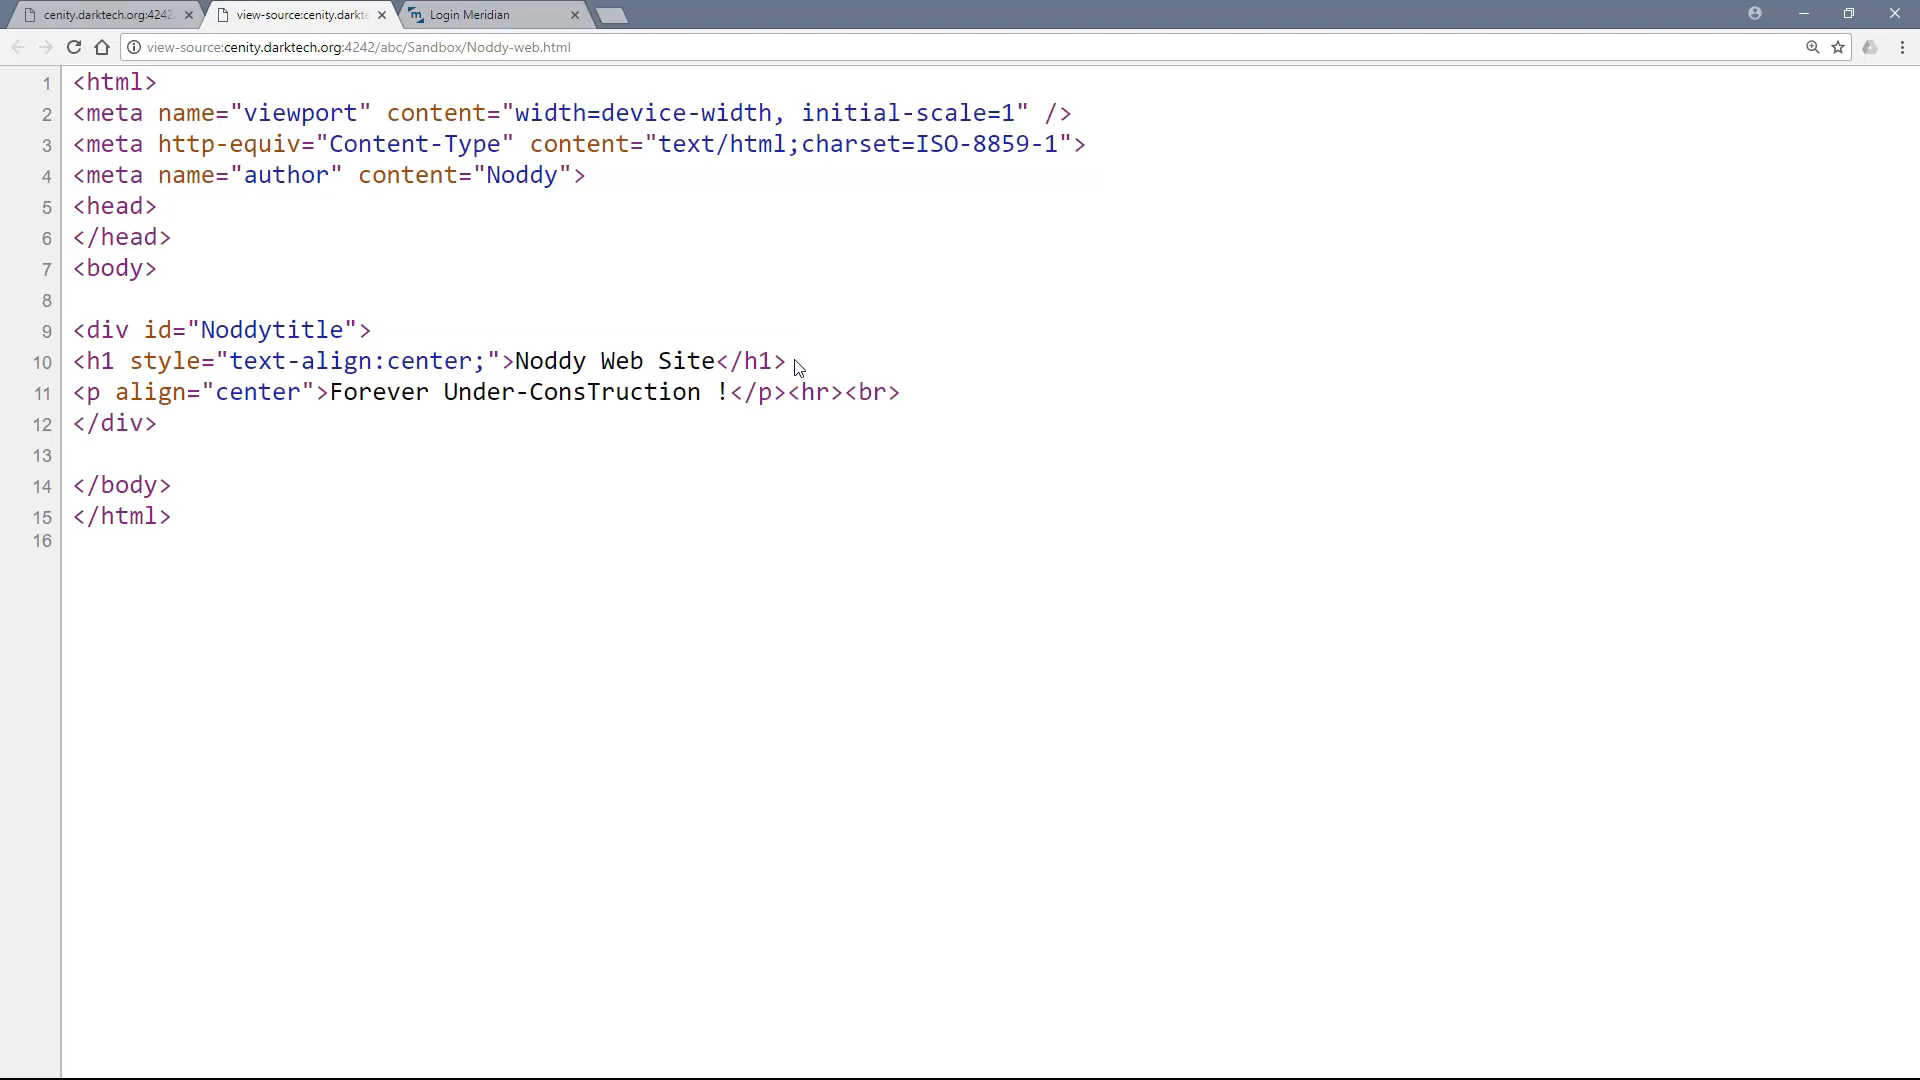 cenity.darktech.org:4242
view-source:cenity.darkte
Login Meridian
view-source:cenity.darktech.org:4242/abc/Sandbox/Noddy-web.html
1 <html>
2 <meta name="viewport" content="width=device-width, initial-scale=1" />
3 <meta http-equiv="Content-Type" content="text/html;charset=ISO-8859-1">
4 <meta name="author" content="Noddy">
5 <head>
6 </head>
7 <body>
8
9 <div id="Noddytitle">
10 <h1 style="text-align:center;">Noddy Web Site</h1>
11 <p align="center">Forever Under-ConsTruction !</p><hr><br>
12 </div>
13
14 </body>
15 </html>
16